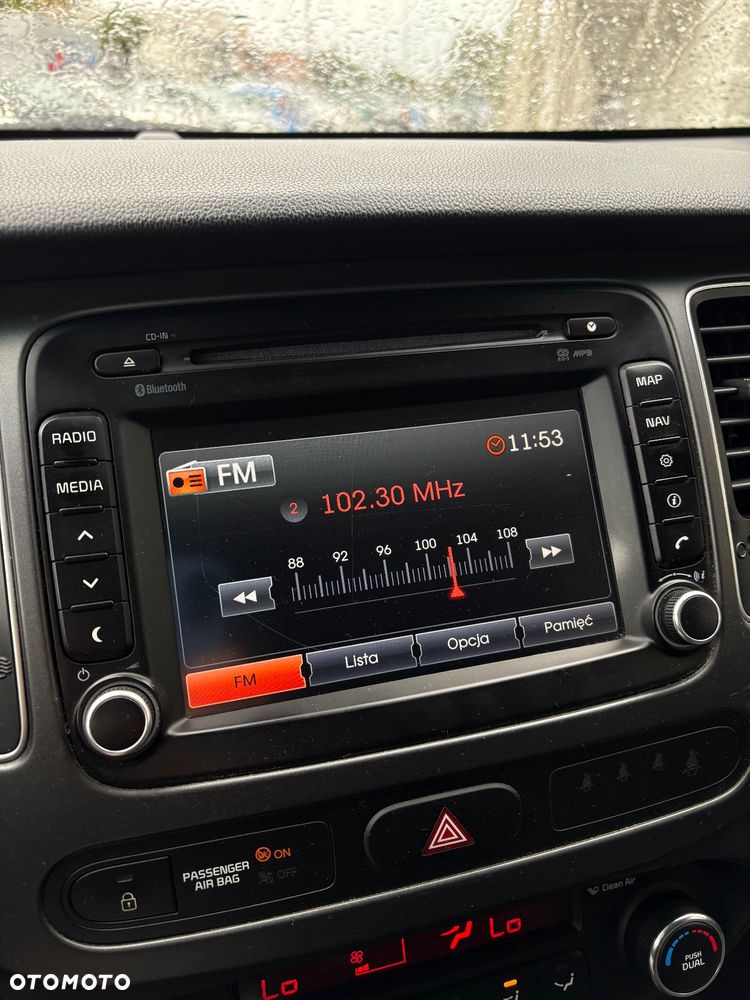 CD-IN
Bluetooth
RDS MP3
RADIO
MEDIA
MAP
NAV
FM
11:53
2 102.30 MHz
88 92 96 100 104 108
FM Lista Opcja Pamięć
PASSENGER
AIR BAG
ON
OFF
Clean Air
Lo
Lo
PUSH
DUAL
OTOMOTO